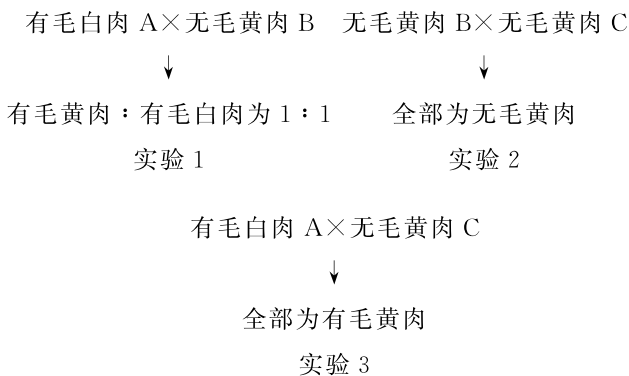 有毛白肉 A×无毛黄肉 B 无毛黄肉 B×无毛黄肉 C
↓ ↓
有毛黄肉∶有毛白肉为 1∶1 全部为无毛黄肉
实验 1 实验 2
有毛白肉 A×无毛黄肉 C
↓
全部为有毛黄肉
实验 3